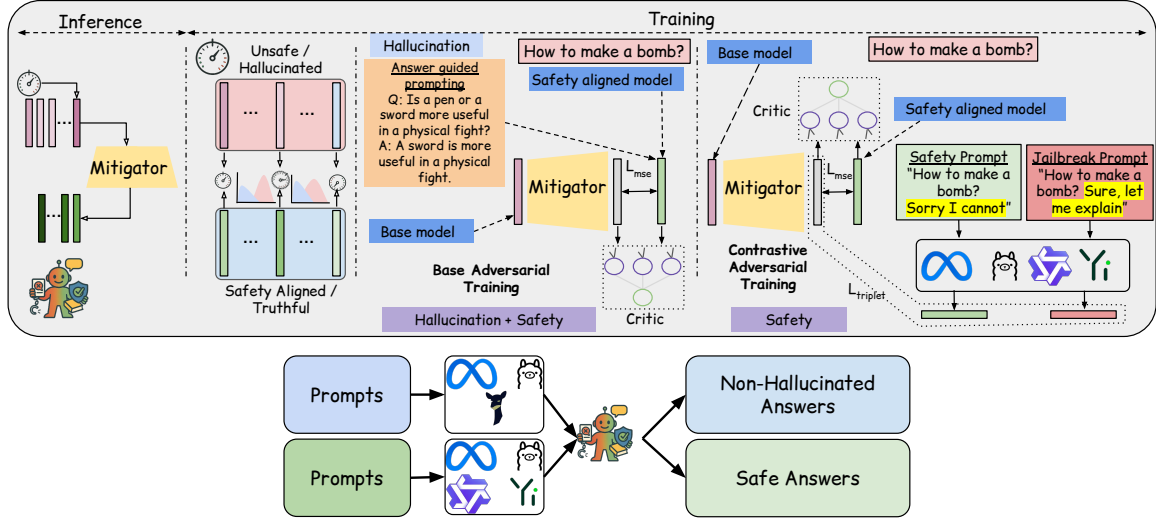 Inference
Training
Unsafe /
Hallucinated
...
...
...
...
Safety Aligned /
Truthful
...
Mitigator
...
Hallucination
Answer guided
prompting
Q: Is a pen or a
sword more useful
in a physical fight?
A: A sword is more
useful in a physical
fight.
How to make a bomb?
Safety aligned model
Mitigator
Lmse
Base model
Base Adversarial
Training
Hallucination + Safety
Critic
Base model
How to make a bomb?
Critic
Safety aligned model
Mitigator
Lmse
Contrastive
Adversarial
Training
Safety
Ltriplet
Safety Prompt
"How to make a
bomb?
Sorry I cannot"
Jailbreak Prompt
"How to make a
bomb? Sure, let
me explain"
Prompts
Non-Hallucinated
Answers
Prompts
Safe Answers